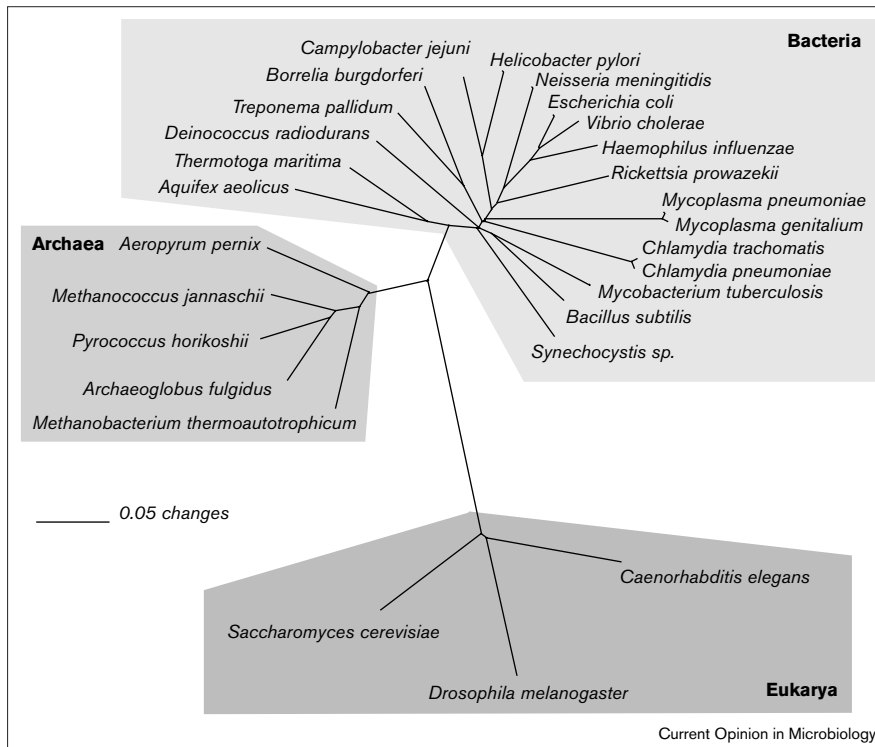 Bacteria
Campylobacter jejuni
Helicobacter pylori
Borrelia burgdorferi
Neisseria meningitidis
Escherichia coli
Treponema pallidum
Vibrio cholerae
Deinococcus radiodurans
Haemophilus influenzae
Thermotoga maritima
Rickettsia prowazekii
Aquifex aeolicus
Mycoplasma pneumoniae
Mycoplasma genitalium
Archaea
Aeropyrum pernix
Chlamydia trachomatis
Chlamydia pneumoniae
Methanococcus jannaschii
Mycobacterium tuberculosis
Bacillus subtilis
Pyrococcus horikoshii
Synechocystis sp.
Archaeoglobus fulgidus
Methanobacterium thermoautotrophicum
0.05 changes
Caenorhabditis elegans
Saccharomyces cerevisiae
Drosophila melanogaster
Eukarya
Current Opinion in Microbiology